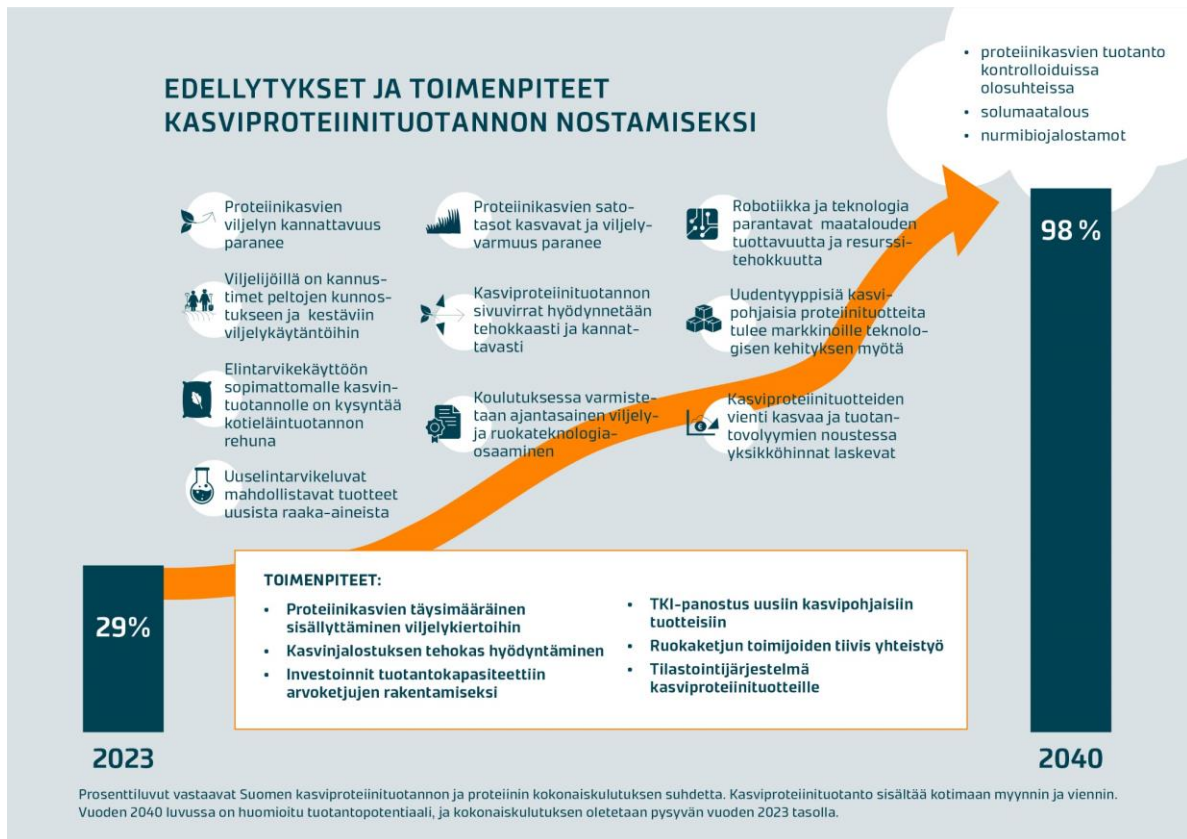 EDELLYTYKSET JA TOIMENPITEET
KASVIPROTEIINITUOTANNON NOSTAMISEKSI
• proteiinikasvien tuotanto
kontrolloiduissa
olosuhteissa
• solumaatalous
• nurmibiojalostamot
Proteiinikasvien
viljelyn kannattavuus
paranee
Viljelijöillä on kannus-
timet peltojen kunnos-
tukseen ja kestäviin
viljelykäytäntöihin
Elintarvikekäyttöön
sopimattomalle kasvin-
tuotannolle on kysyntää
kotieläintuotannon
rehuna
Uuselintarvikeluvat
mahdollistavat tuotteet
uusista raaka-aineista
Proteiinikasvien sato-
tasot kasvavat ja viljely-
varmuus paranee
Kasviproteiinituotannon
sivuvirrat hyödynnetään
tehokkaasti ja kannat-
tavasti
Koulutuksessa varmiste-
taan ajantasainen viljely-
ja ruokateknologia-
osaaminen
Robotiikka ja teknologia
parantavat maatalouden
tuottavuutta ja resurssi-
tehokkuutta
Uudentyyppisiä kasvi-
pohjaisia proteiinituotteita
tulee markkinoille teknolo-
gisen kehityksen myötä
Kasviproteiinituotteiden
vienti kasvaa ja tuotan-
tovolyymien noustessa
yksikköhinnat laskevat
€
29%
2023
98 %
2040
TOIMENPITEET:
• Proteiinikasvien täysimääräinen
sisällyttäminen viljelykiertoihin
• Kasvinjalostuksen tehokas hyödyntäminen
• Investoinnit tuotantokapasiteettiin
arvoketjujen rakentamiseksi
• TKI-panostus uusiin kasvipohjaisiin
tuotteisiin
• Ruokaketjun toimijoiden tiivis yhteistyö
• Tilastointijärjestelmä
kasviproteiinituotteille
Prosenttiluvut vastaavat Suomen kasviproteiinituotannon ja proteiinin kokonaiskulutuksen suhdetta. Kasviproteiinituotanto sisältää kotimaan myynnin ja viennin.
Vuoden 2040 luvussa on huomioitu tuotantopotentiaali, ja kokonaiskulutuksen oletetaan pysyvän vuoden 2023 tasolla.